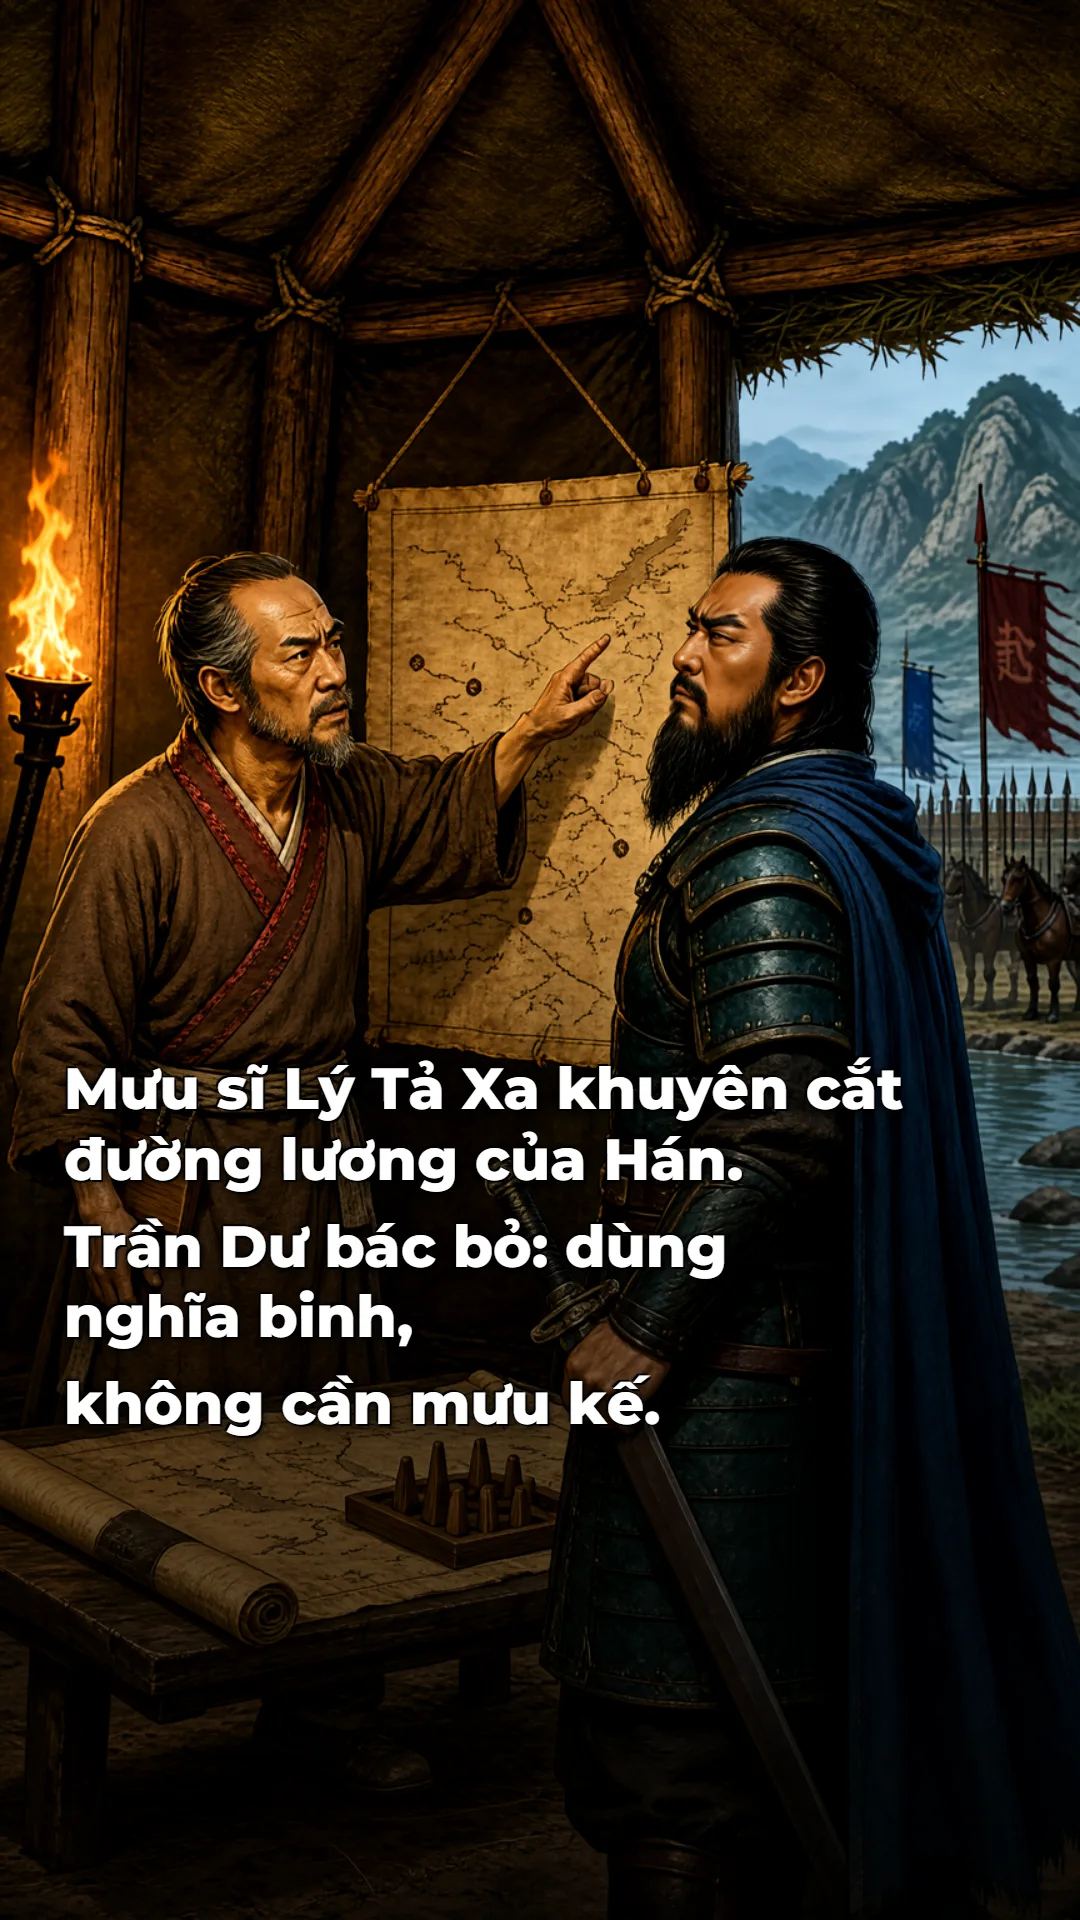 Mưu sĩ Lý Tả Xa khuyên cắt
đường lương của Hán.
Trần Dư bác bỏ: dùng
nghĩa binh,
không cần mưu kế.